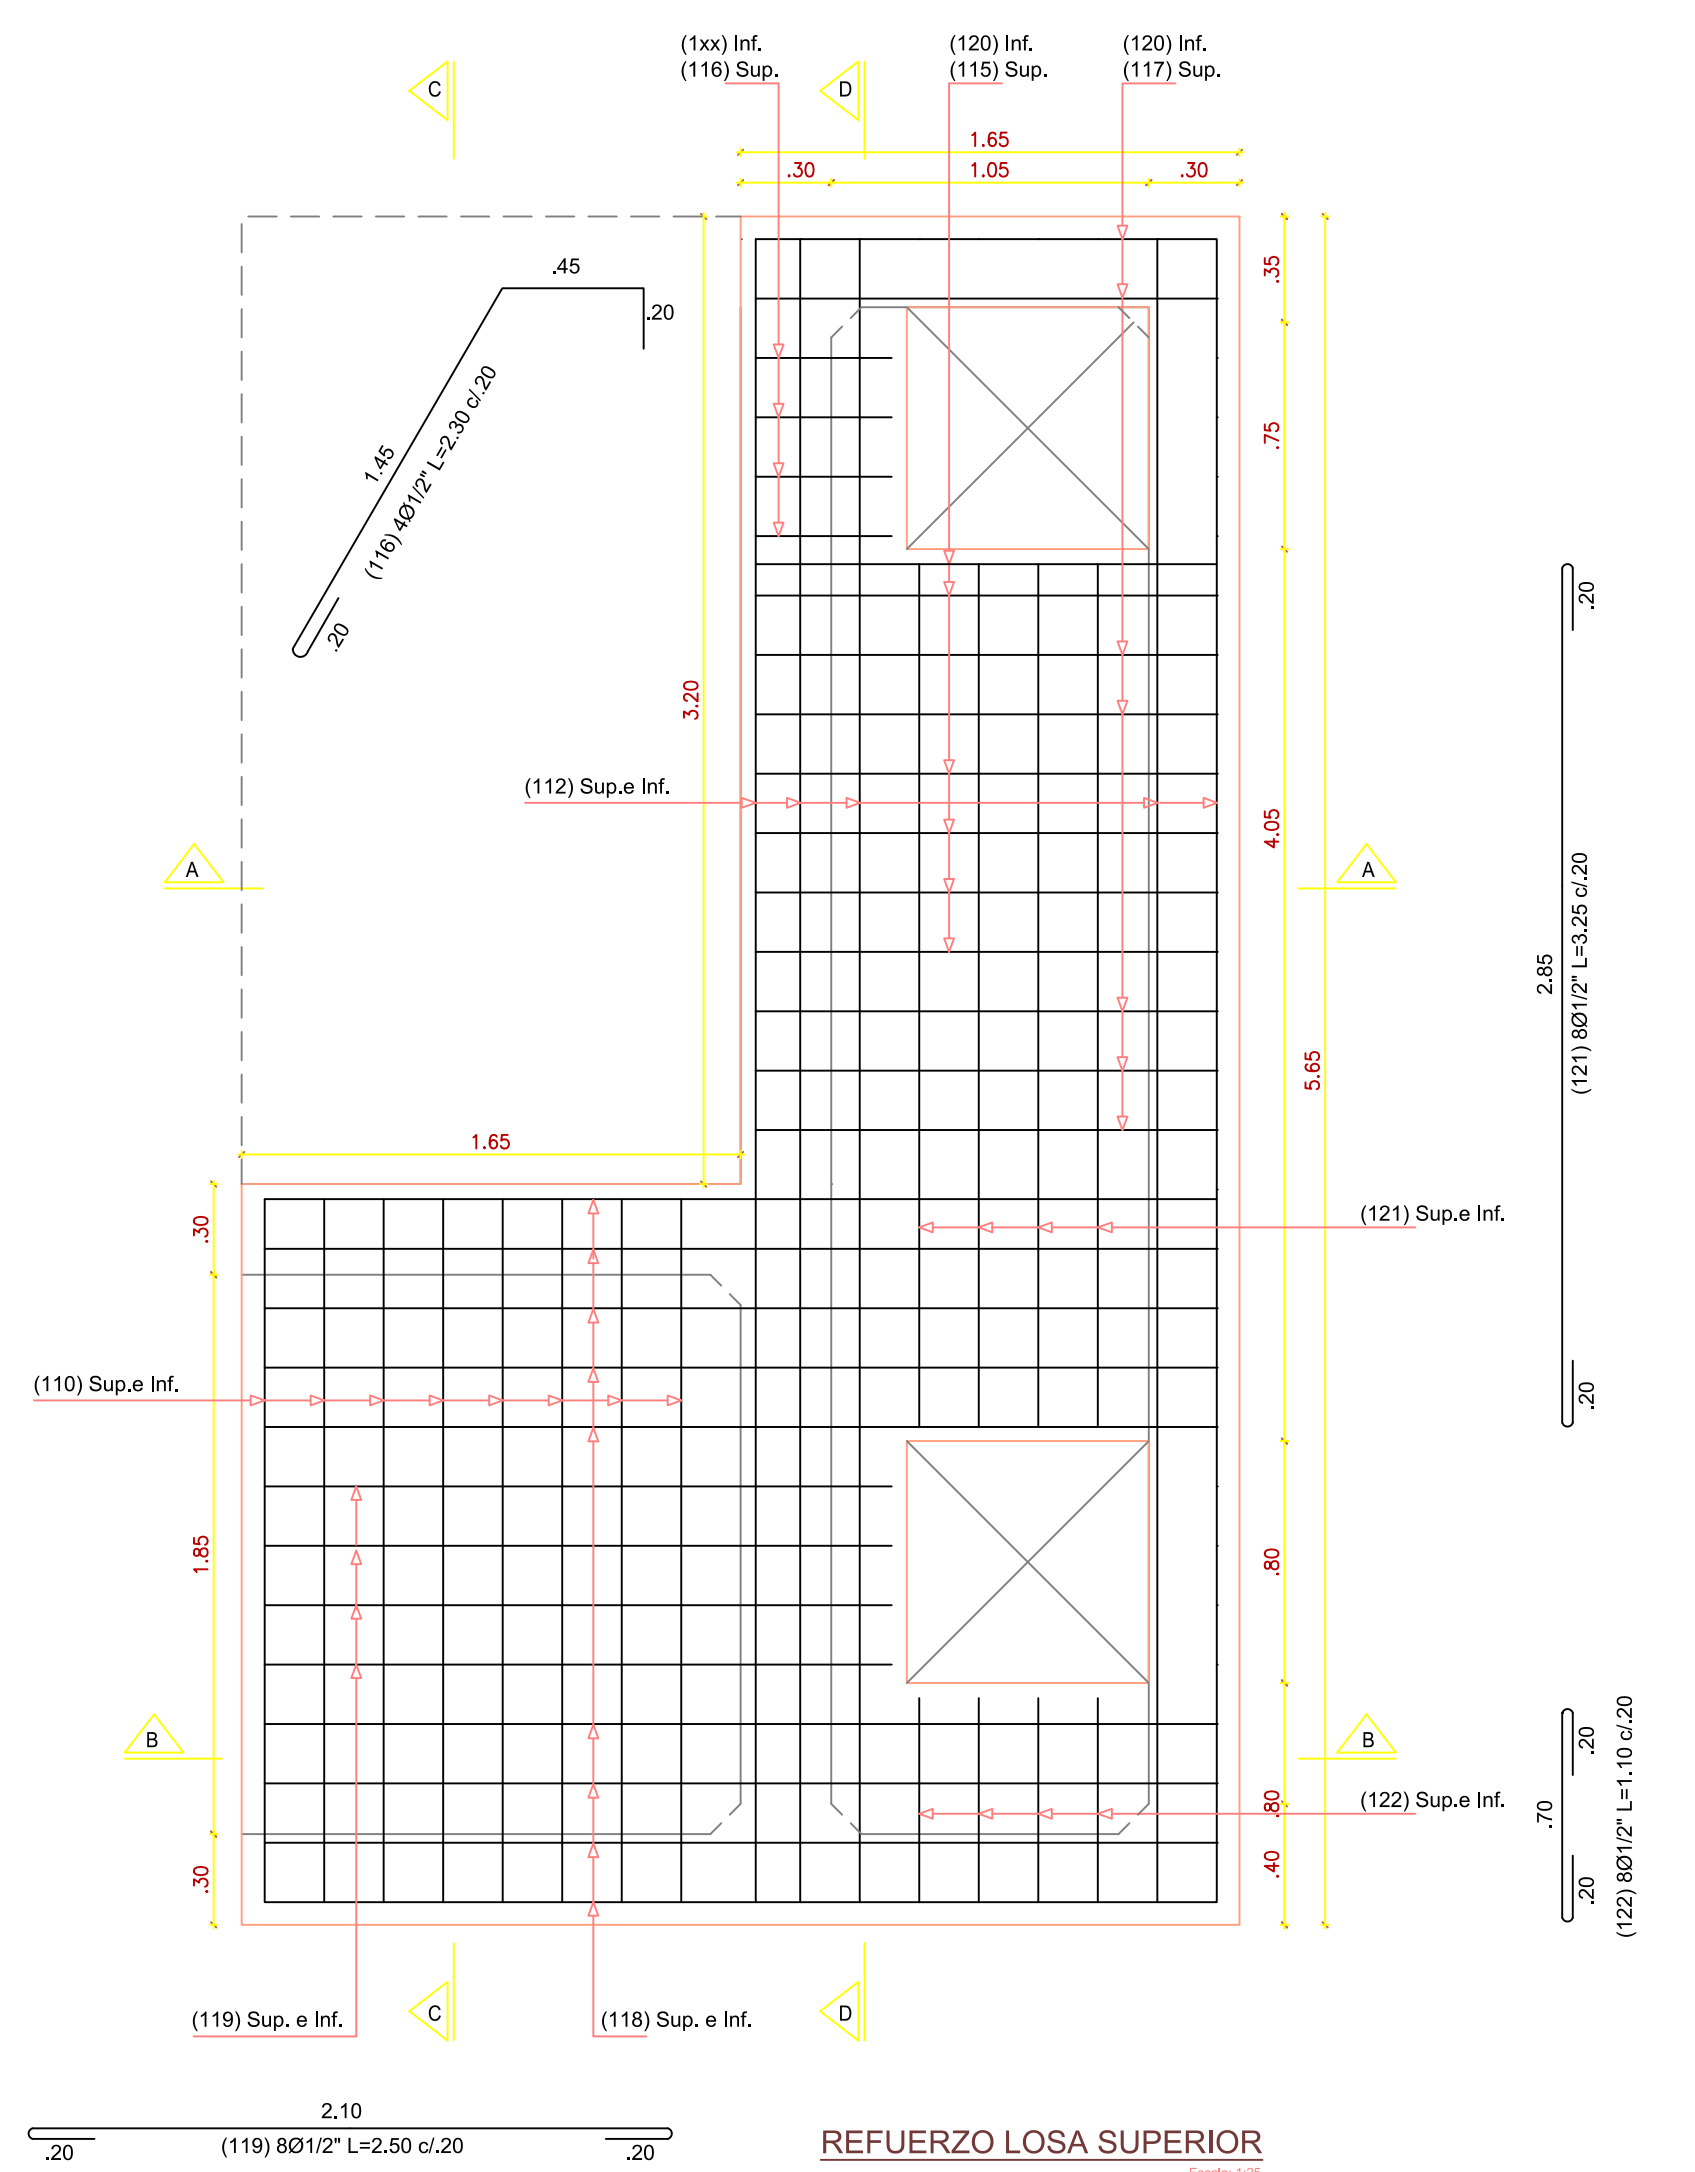 (1xx) Inf.
(116) Sup.
(120) Inf.
(115) Sup.
(120) Inf.
(117) Sup.
C
D
1.65
.30
1.05
.30
.45
.20
1.45
(116) 4Ø1/2" L=2.30 c/.20
.20
3.20
.35
.75
4.05
5.65
.80
.80
.40
.20
2.85
(121) 8Ø1/2" L=3.25 c/.20
.20
(112) Sup.e Inf.
A
A
1.65
.30
1.85
.30
(121) Sup.e Inf.
(110) Sup.e Inf.
B
B
(122) Sup.e Inf.
.20
.70
.20
(122) 8Ø1/2" L=1.10 c/.20
(119) Sup. e Inf.
(118) Sup. e Inf.
C
D
2.10
.20
(119) 8Ø1/2" L=2.50 c/.20
.20
REFUERZO LOSA SUPERIOR